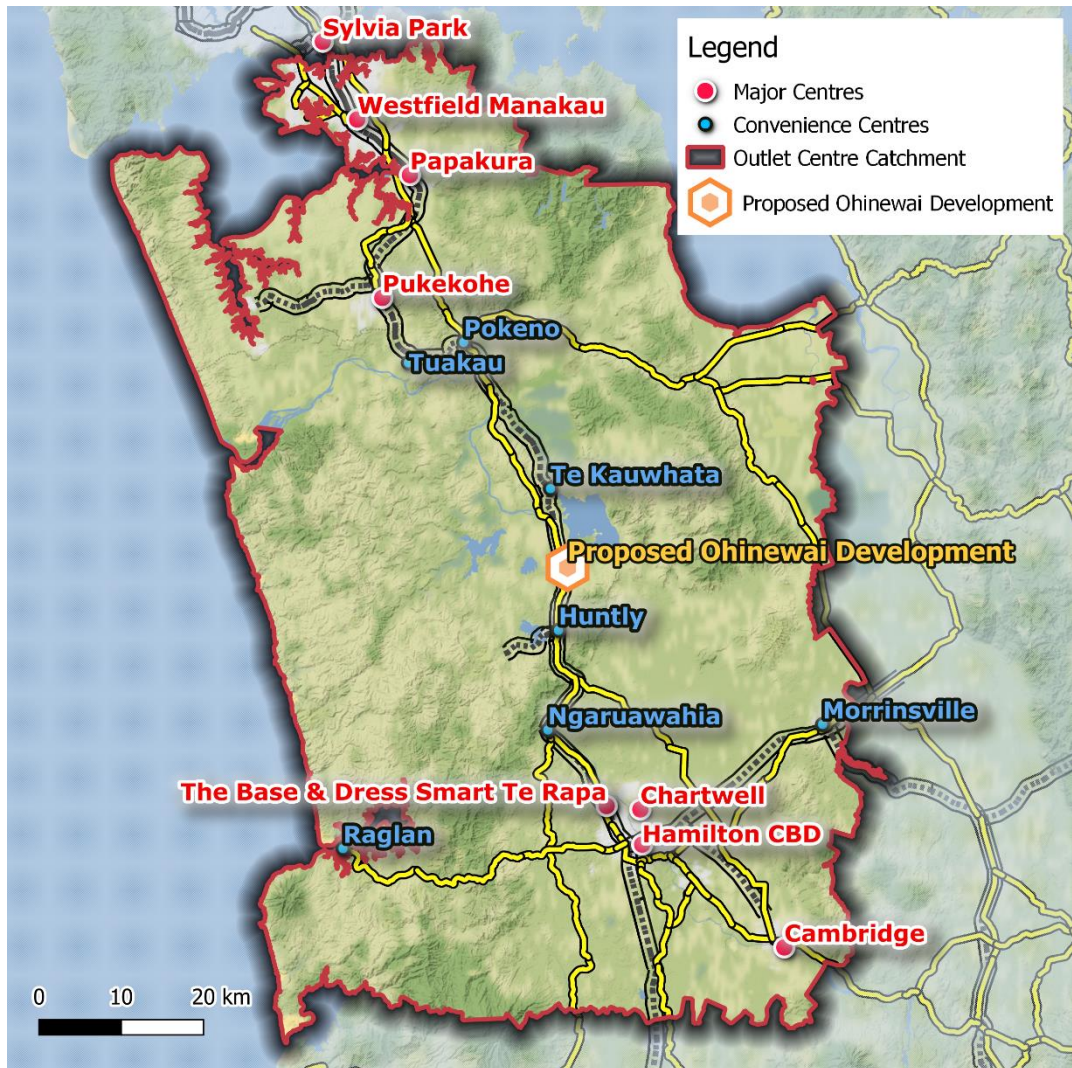 Sylvia Park
Legend
Major Centres
Westfield Manakau
Convenience Centres
Outlet Centre Catchment
Papakura
Proposed Ohinewai Development
Pukekohe
Pokeno
Tuakau
Te Kauwhata
Proposed Ohinewai Development
Huntly
Ngaruawahia
Morrinsville
The Base & Dress Smart Te Rapa
Chartwell
Hamilton CBD
Raglan
Cambridge
0 10 20 km